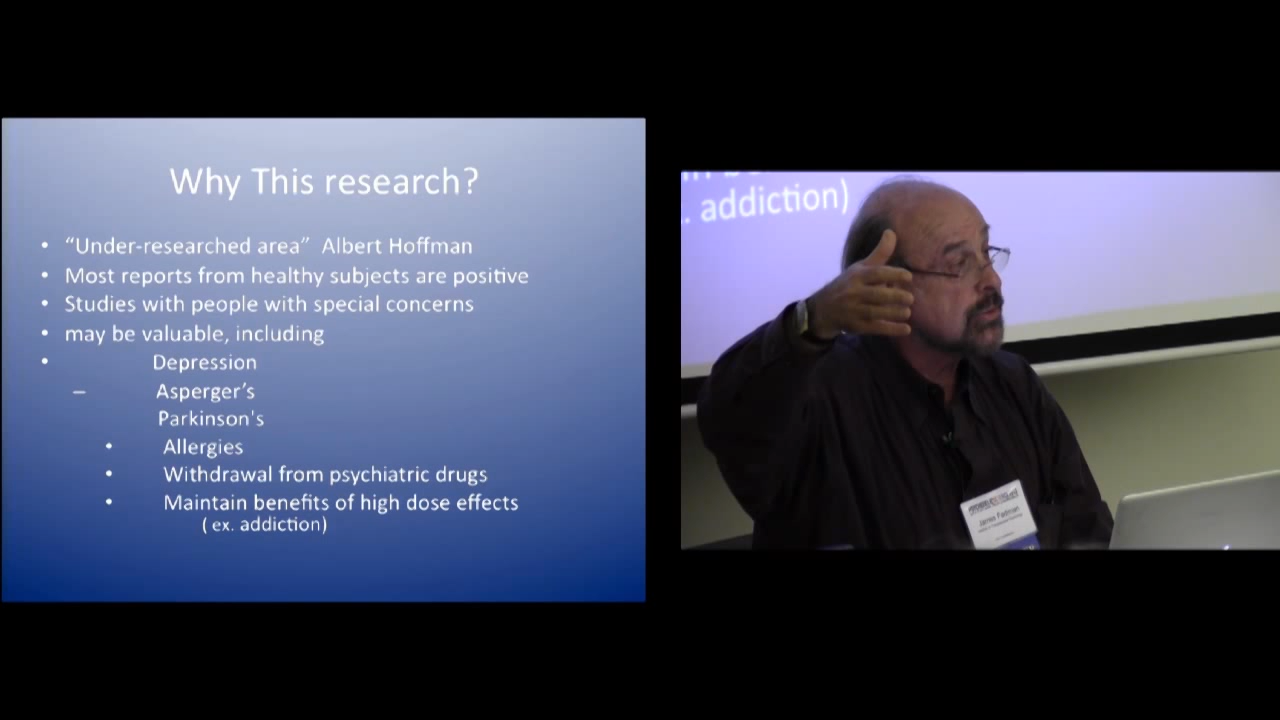 Why This research?
• “Under-researched area”  Albert Hoffman
• Most reports from healthy subjects are positive
• Studies with people with special concerns
• may be valuable, including
• Depression
– Asperger’s
Parkinson's
• Allergies
• Withdrawal from psychiatric drugs
• Maintain benefits of high dose effects
( ex. addiction)
. addiction)
James Fadiman